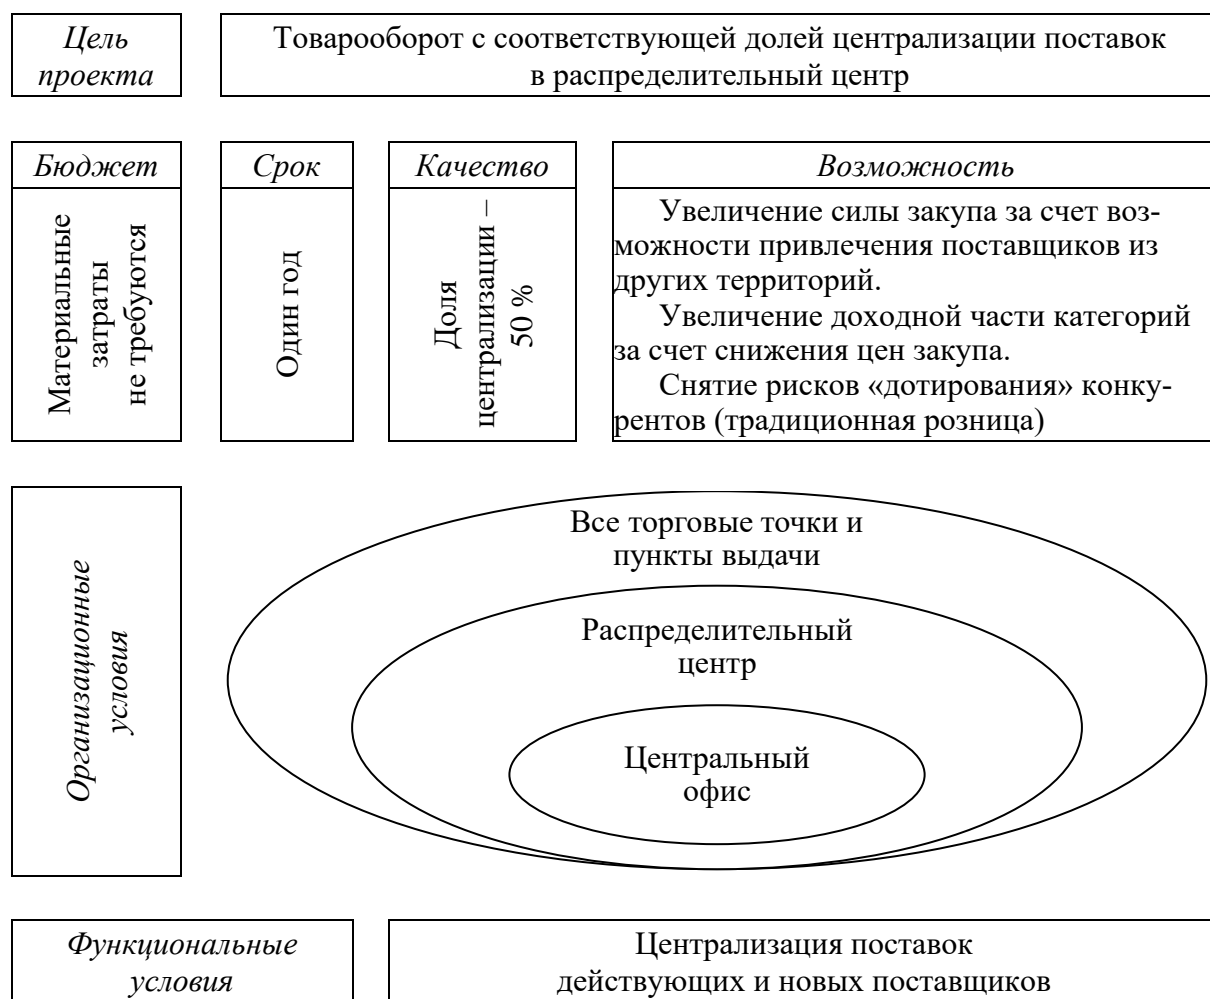 Цель
проекта
Товарооборот с соответствующей долей централизации поставок
в распределительный центр
Бюджет
Материальные
затраты
не требуются
Срок
Один год
Качество
Доля
централизации –
50 %
Возможность
Увеличение силы закупа за счет воз-
можности привлечения поставщиков из
других территорий.
Увеличение доходной части категорий
за счет снижения цен закупа.
Снятие рисков «дотирования» конку-
рентов (традиционная розница)
Организационные
условия
Все торговые точки и
пункты выдачи
Распределительный
центр
Центральный
офис
Функциональные
условия
Централизация поставок
действующих и новых поставщиков